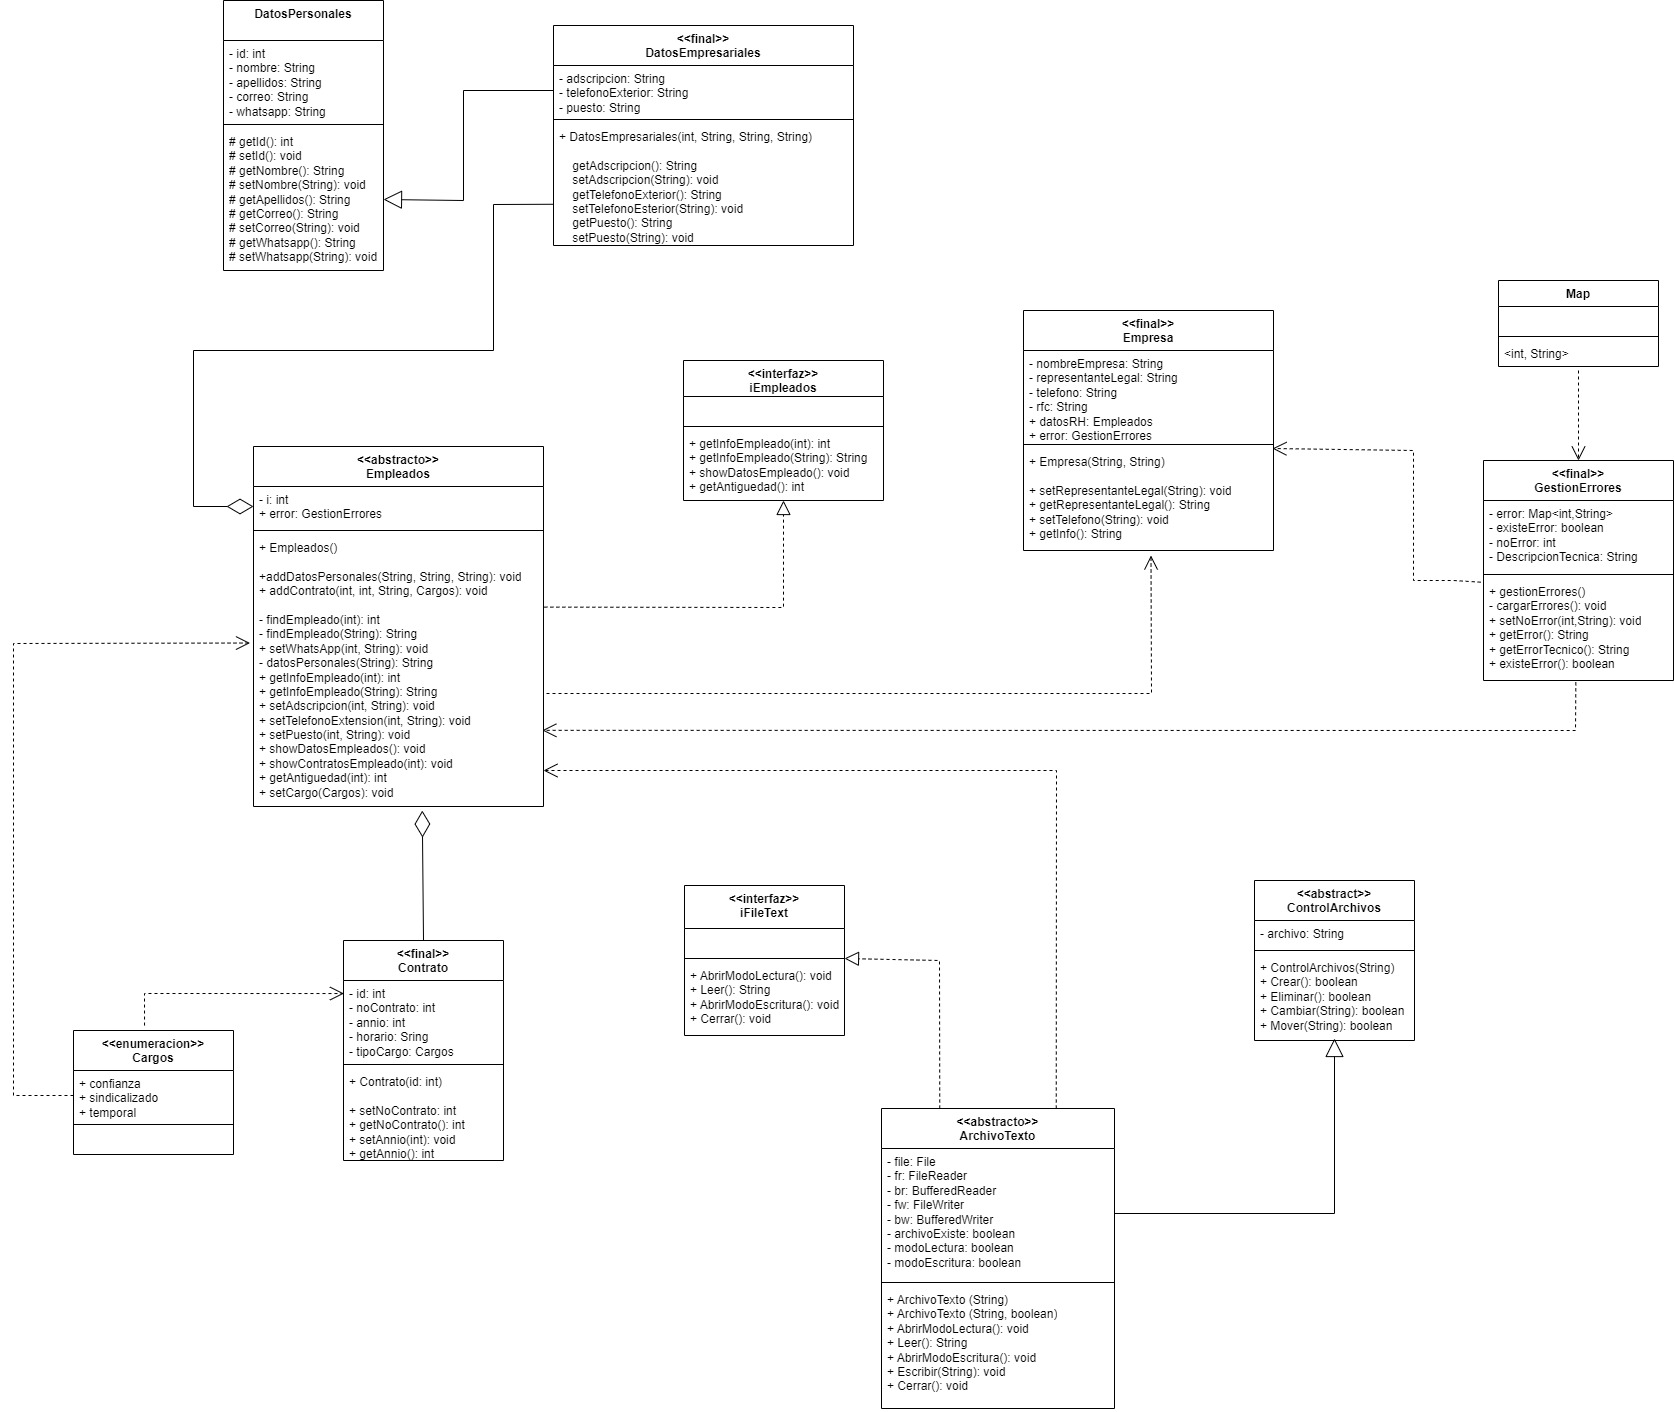 DatosPersonales
- id: int
- nombre: String
- apellidos: String
- correo: String
- whatsapp: String
# getId(): int
# setId(): void
# getNombre(): String
# setNombre(String): void
# getApellidos(): String
# getCorreo(): String
# setCorreo(String): void
# getWhatsapp(): String
# setWhatsapp(String): void
<<final>>
DatosEmpresariales
- adscripcion: String
- telefonoExterior: String
- puesto: String
+ DatosEmpresariales(int, String, String, String)
getAdscripcion(): String
setAdscripcion(String): void
getTelefonoExterior(): String
setTelefonoEsterior(String): void
getPuesto(): String
setPuesto(String): void
<<interfaz>>
iEmpleados
+ getInfoEmpleado(int): int
+ getInfoEmpleado(String): String
+ showDatosEmpleado(): void
+ getAntiguedad(): int
<<final>>
Empresa
- nombreEmpresa: String
- representanteLegal: String
- telefono: String
- rfc: String
+ datosRH: Empleados
+ error: GestionErrores
+ Empresa(String, String)
+ setRepresentanteLegal(String): void
+ getRepresentanteLegal(): String
+ setTelefono(String): void
+ getInfo(): String
Map
<int, String>
<<final>>
GestionErrores
- error: Map<int,String>
- existeError: boolean
- noError: int
- DescripcionTecnica: String
+ gestionErrores()
- cargarErrores(): void
+ setNoError(int,String): void
+ getError(): String
+ getErrorTecnico(): String
+ existeError(): boolean
<<abstracto>>
Empleados
- i: int
+ error: GestionErrores
+ Empleados()
+addDatosPersonales(String, String, String): void
+ addContrato(int, int, String, Cargos): void
- findEmpleado(int): int
- findEmpleado(String): String
+ setWhatsApp(int, String): void
- datosPersonales(String): String
+ getInfoEmpleado(int): int
+ getInfoEmpleado(String): String
+ setAdscripcion(int, String): void
+ setTelefonoExtension(int, String): void
+ setPuesto(int, String): void
+ showDatosEmpleados(): void
+ showContratosEmpleado(int): void
+ getAntiguedad(int): int
+ setCargo(Cargos): void
<<interfaz>>
iFileText
+ AbrirModoLectura(): void
+ Leer(): String
+ AbrirModoEscritura(): void
+ Cerrar(): void
<<abstract>>
ControlArchivos
- archivo: String
+ ControlArchivos(String)
+ Crear(): boolean
+ Eliminar(): boolean
+ Cambiar(String): boolean
+ Mover(String): boolean
<<final>>
Contrato
- id: int
- noContrato: int
- annio: int
- horario: Sring
- tipoCargo: Cargos
+ Contrato(id: int)
+ setNoContrato: int
+ getNoContrato(): int
+ setAnnio(int): void
+ getAnnio(): int
<<enumeracion>>
Cargos
+ confianza
+ sindicalizado
+ temporal
<<abstracto>>
ArchivoTexto
- file: File
- fr: FileReader
- br: BufferedReader
- fw: FileWriter
- bw: BufferedWriter
- archivoExiste: boolean
- modoLectura: boolean
- modoEscritura: boolean
+ ArchivoTexto (String)
+ ArchivoTexto (String, boolean)
+ AbrirModoLectura(): void
+ Leer(): String
+ AbrirModoEscritura(): void
+ Escribir(String): void
+ Cerrar(): void